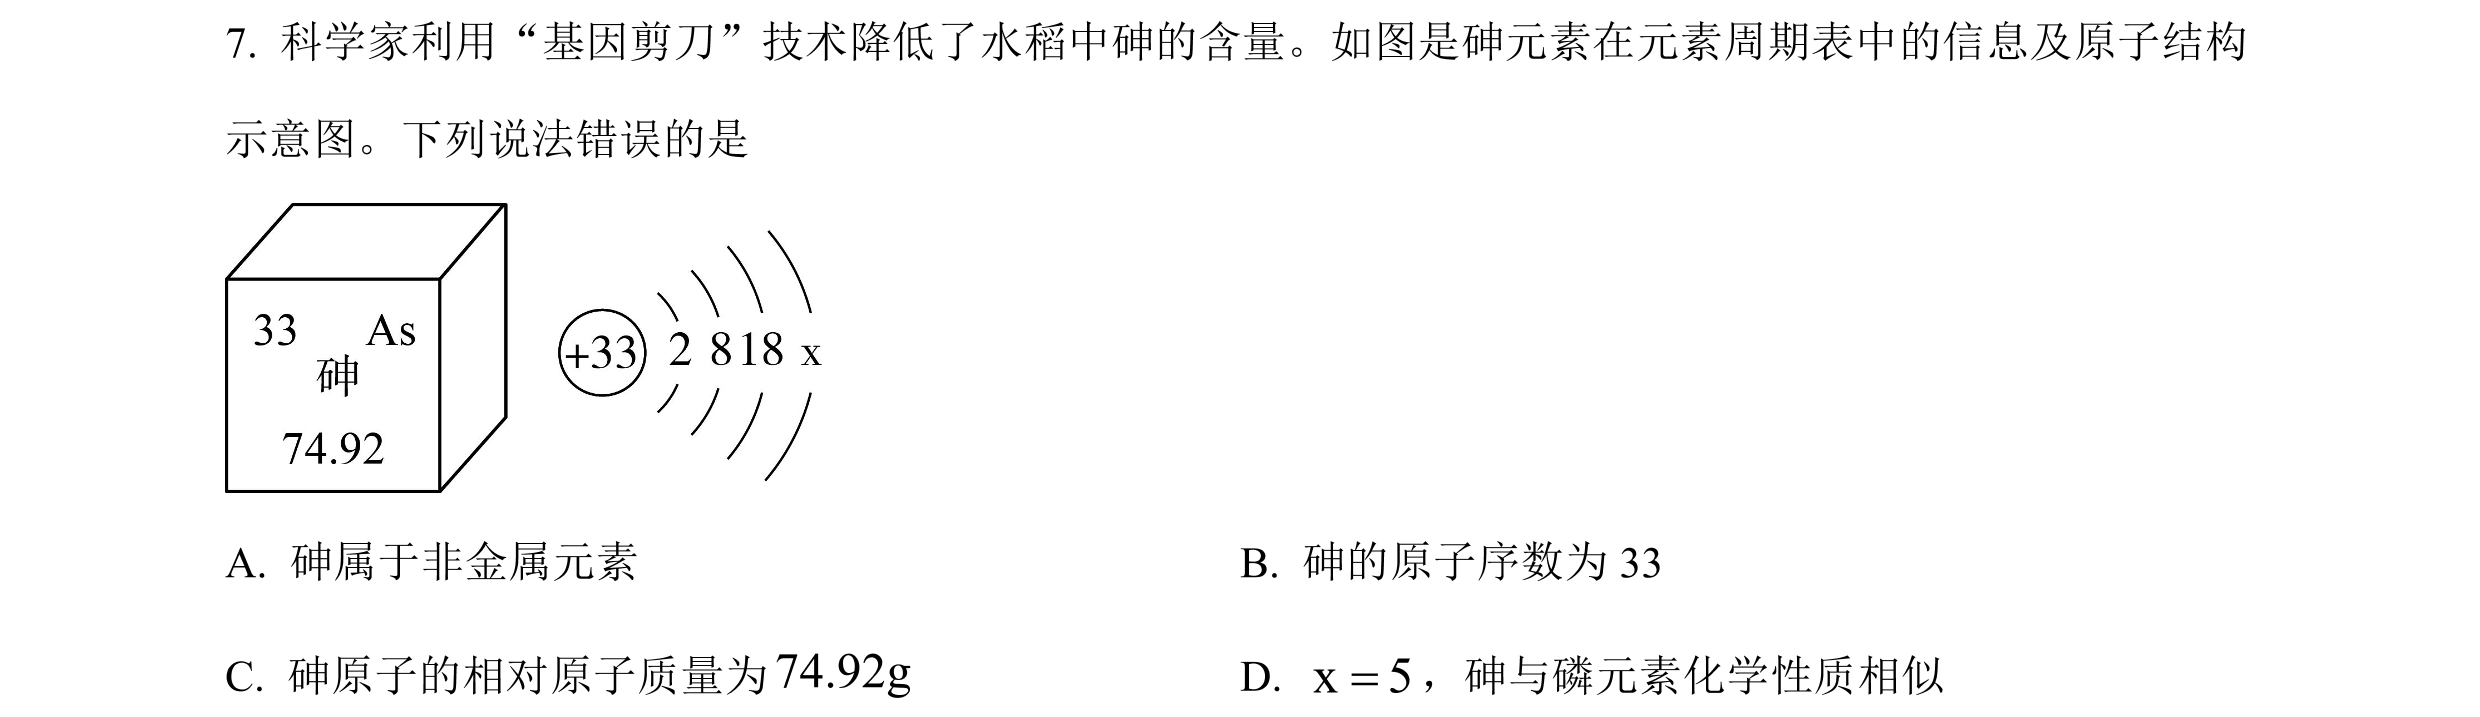 7. 科学家利用“基因剪刀”技术降低了水稻中砷的含量。如图是砷元素在元素周期表中的信息及原子结构
示意图。下列说法错误的是
33 As
砷
74.92
+33 2 8 18 x
A. 砷属于非金属元素 B. 砷的原子序数为 33
C. 砷原子的相对原子质量为 74.92g D. x = 5，砷与磷元素化学性质相似